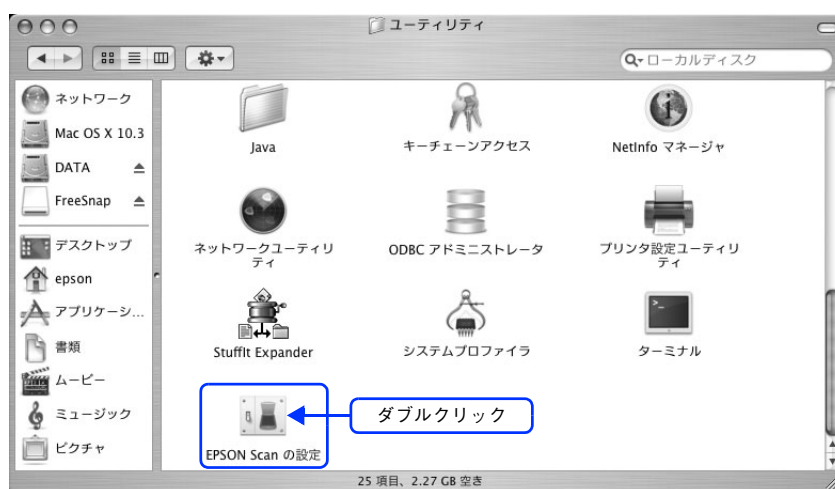 ユーティリティ
ローカルディスク
ネットワーク
Mac OS X 10.3
DATA
FreeSnap
デスクトップ
epson
アプリケーシ...
書類
ムービー
ミュージック
ピクチャ
Java
キーチェーンアクセス
NetInfo マネージャ
ネットワークユーティリ
ティ
ODBC アドミニストレータ
プリンタ設定ユーティリ
ティ
StuffIt Expander
システムプロファイラ
ターミナル
EPSON Scan の設定
ダブルクリック
25 項目、2.27 GB 空き